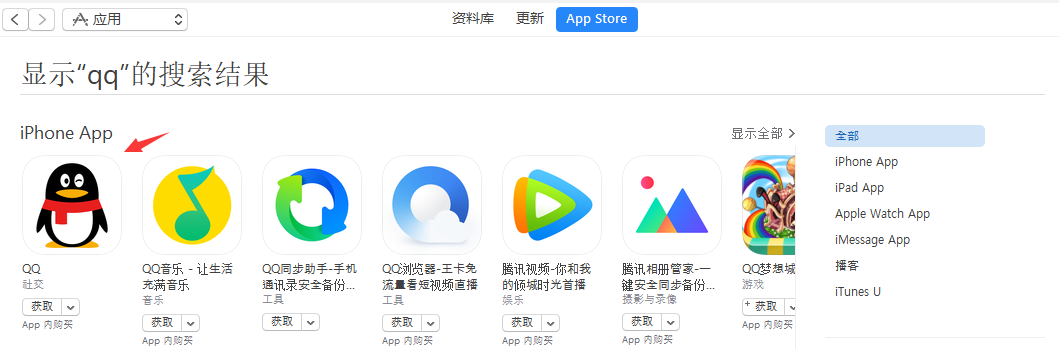 应用
资料库 更新 App Store
显示“qq”的搜索结果
iPhone App
显示全部
QQ
社交
获取
App 内购买
QQ音乐 - 让生活
充满音乐
音乐
获取
App 内购买
QQ同步助手-手机
通讯录安全备份...
工具
获取
QQ浏览器-王卡免
流量看短视频直播
工具
获取
App 内购买
腾讯视频-你和我
的倾城时光首播
娱乐
获取
App 内购买
腾讯相册管家-一
键安全同步备份...
摄影与录像
获取
App 内购买
QQ梦想城
游戏
+ 获取
App 内购买
全部
iPhone App
iPad App
Apple Watch App
iMessage App
播客
iTunes U